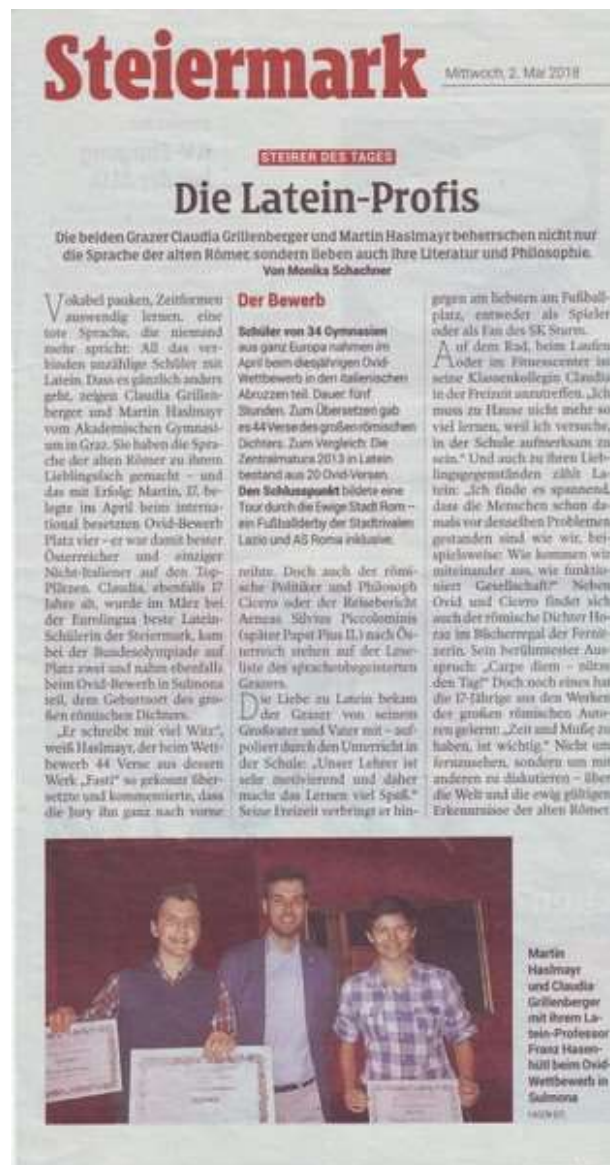 Steiermark
Mittwoch, 2. Mai 2018
STEIRER DES TAGES
Die Latein-Profis
Die beiden Grazer Claudia Grillenberger und Martin Haslmayr beherrschen nicht nur
die Sprache der alten Römer, sondern lieben auch ihre Literatur und Philosophie.
Von Monika Schachner
Vokabel pauken, Zeitformen
auswendig lernen, eine
tote Sprache, die niemand
mehr spricht: All das ver-
binden unzählige Schüler mit
Latein. Dass es gänzlich anders
geht, zeigen Claudia Grillen-
berger und Martin Haslmayr
vom Akademischen Gymnasi-
um in Graz. Sie haben die Spra-
che der alten Römer zu ihrem
Lieblingsfach gemacht – und
das mit Erfolg: Martin, 17, be-
legte im April beim interna-
tional besetzten Ovid-Bewerb
Platz vier – er war damit bester
Österreicher und einziger
Nicht-Italiener auf den Top-
Plätzen. Claudia, ebenfalls 17
Jahre alt, wurde im März bei
der Eurolingua beste Latein-
Schülerin der Steiermark, kam
bei der Bundesolympiade auf
Platz zwei und nahm ebenfalls
beim Ovid-Bewerb in Sulmona
teil, dem Geburtsort des gro-
ßen römischen Dichters.
„Er schreibt mit viel Witz“,
weiß Haslmayr, der beim Wett-
bewerb 44 Verse aus dessen
Werk „Fasti“ so gekonnt über-
setzte und kommentierte, dass
die Jury ihn ganz nach vorne
Der Bewerb
Schüler von 34 Gymnasien
aus ganz Europa nahmen im
April beim diesjährigen Ovid-
Wettbewerb in den italienischen
Abruzzen teil. Dauer: fünf
Stunden. Zum Übersetzen gab
es 44 Verse des großen römischen
Dichters. Zum Vergleich: Die
Zentralmatura 2013 in Latein
bestand aus 20 Ovid-Versen.
Den Schlusspunkt bildete eine
Tour durch die Ewige Stadt Rom –
ein Fußballderby der Stadtrivalen
Lazio und AS Roma inklusive.
reihte. Doch auch der römi-
sche Politiker und Philosoph
Cicero oder der Reisebericht
Aeneas Silvius Piccolominis
(später Papst Pius II.) nach Ös-
terreich stehen auf der Lese-
liste des sprachenbegeisterten
Grazers.
Die Liebe zu Latein bekam
der Grazer von seinem
Großvater und Vater mit – auf-
poliert durch den Unterricht in
der Schule: „Unser Lehrer ist
sehr motivierend und daher
macht das Lernen viel Spaß.“
Seine Freizeit verbringt er hin-
gegen am liebsten am Fußball-
platz, entweder als Spieler
oder als Fan des SK Sturm.
Auf dem Rad, beim Laufen
oder im Fitnesscenter ist
seine Klassenkollegin Claudia
in der Freizeit anzutreffen. „Ich
muss zu Hause nicht mehr so
viel lernen, weil ich versuche,
in der Schule aufmerksam zu
sein.“ Und auch zu ihren Lieb-
lingsgegenständen zählt La-
tein: „Ich finde es spannend,
dass die Menschen schon da-
mals vor denselben Problemen
gestanden sind wie wir, bei-
spielsweise: Wie kommen wir
miteinander aus, wie funktio-
niert Gesellschaft?“ Neben
Ovid und Cicero findet sich
auch der römische Dichter Ho-
raz im Bücherregal der Fernit-
zerin. Sein berühmtester Aus-
spruch: „Carpe diem – nütze
den Tag!“ Doch noch eines hat
die 17-Jährige aus den Werken
der großen römischen Auto-
ren gelernt: „Zeit und Muße zu
haben, ist wichtig.“ Nicht um
fernzusehen, sondern um mit
anderen zu diskutieren – über
die Welt und die ewig gültigen
Erkenntnisse der alten Römer.
Martin
Haslmayr
und Claudia
Grillenberger
mit ihrem La-
tein-Professor
Franz Hasen-
hüll beim Ovid-
Wettbewerb in
Sulmona